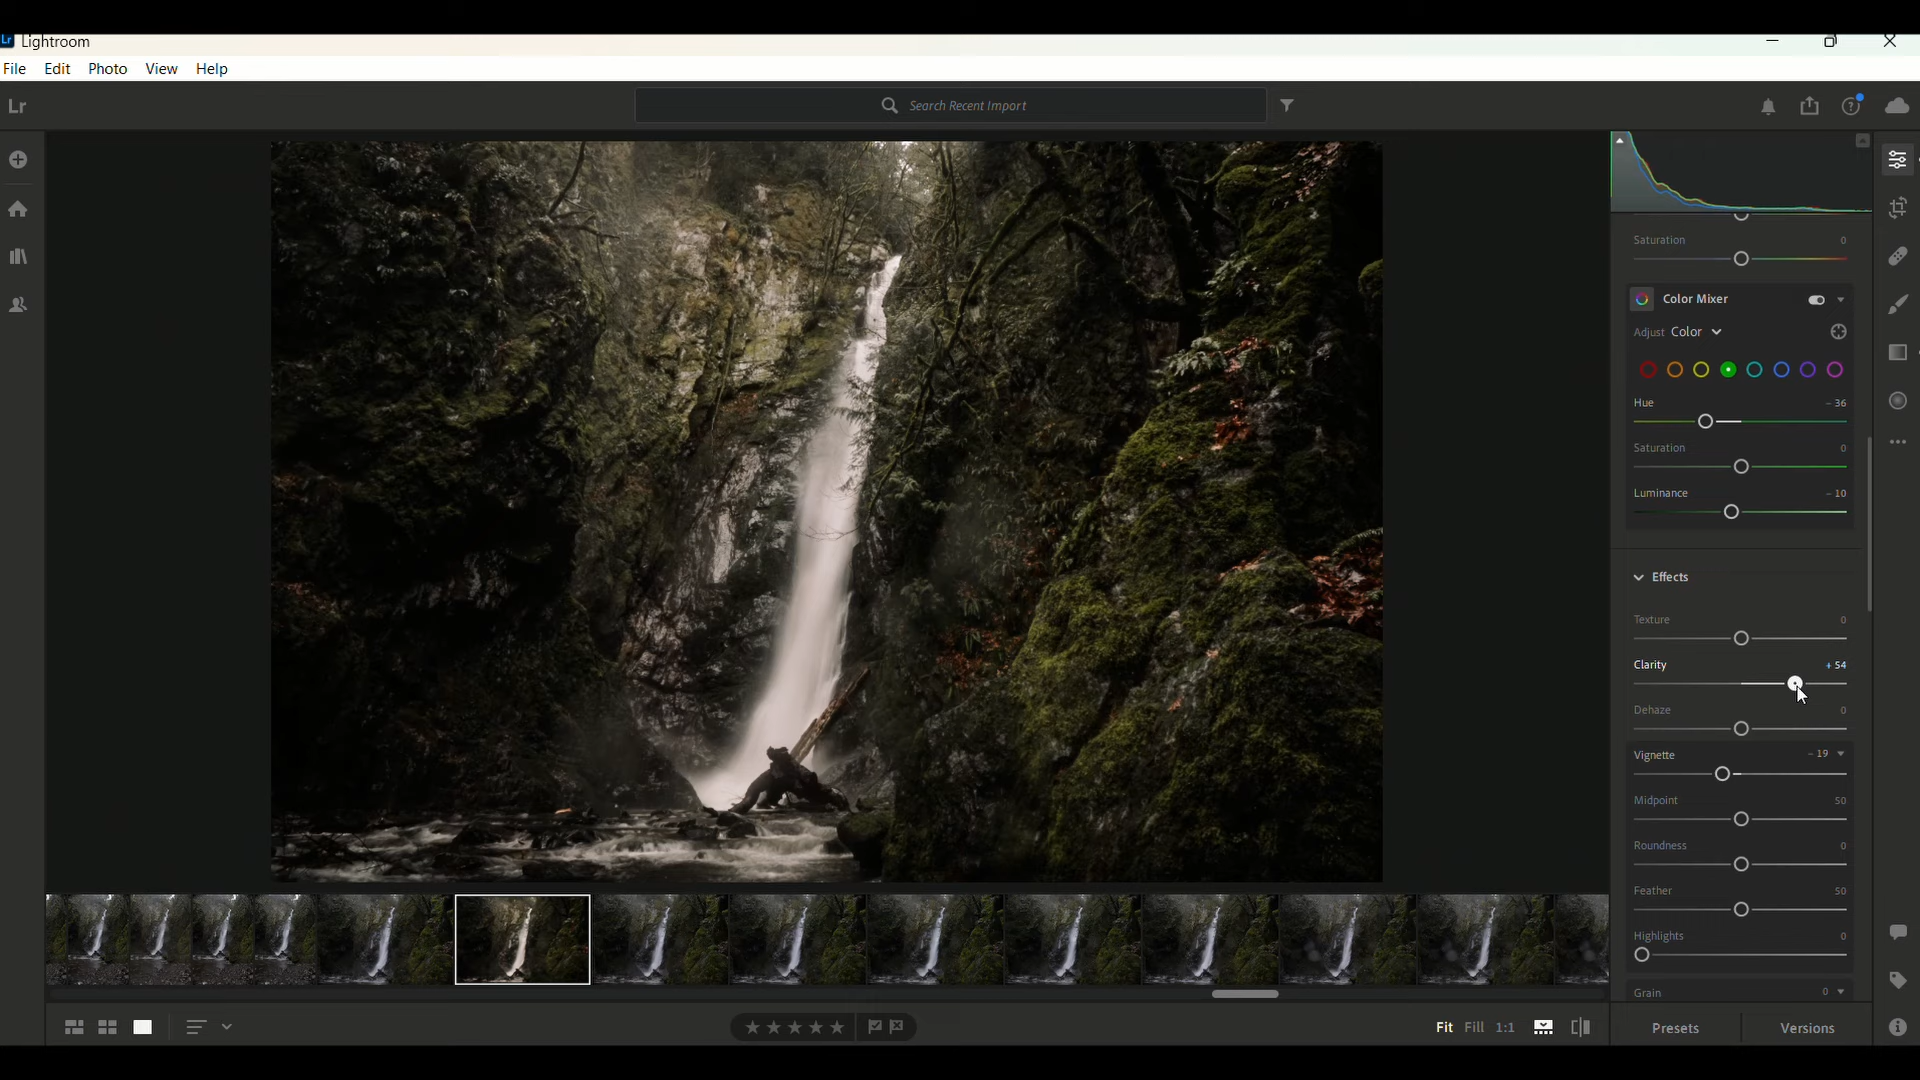 Lr Lightroom
File Edit Photo View Help
Lr Search Recent Import
Saturation 0
Color Mixer
Adjust Color
Hue - 36
Saturation 0
Luminance - 10
Effects
Texture 0
Clarity + 54
Dehaze 0
Vignette - 19
Midpoint 50
Roundness 0
Feather 50
Highlights 0
Grain 0
Fit Fill 1:1 Presets Versions